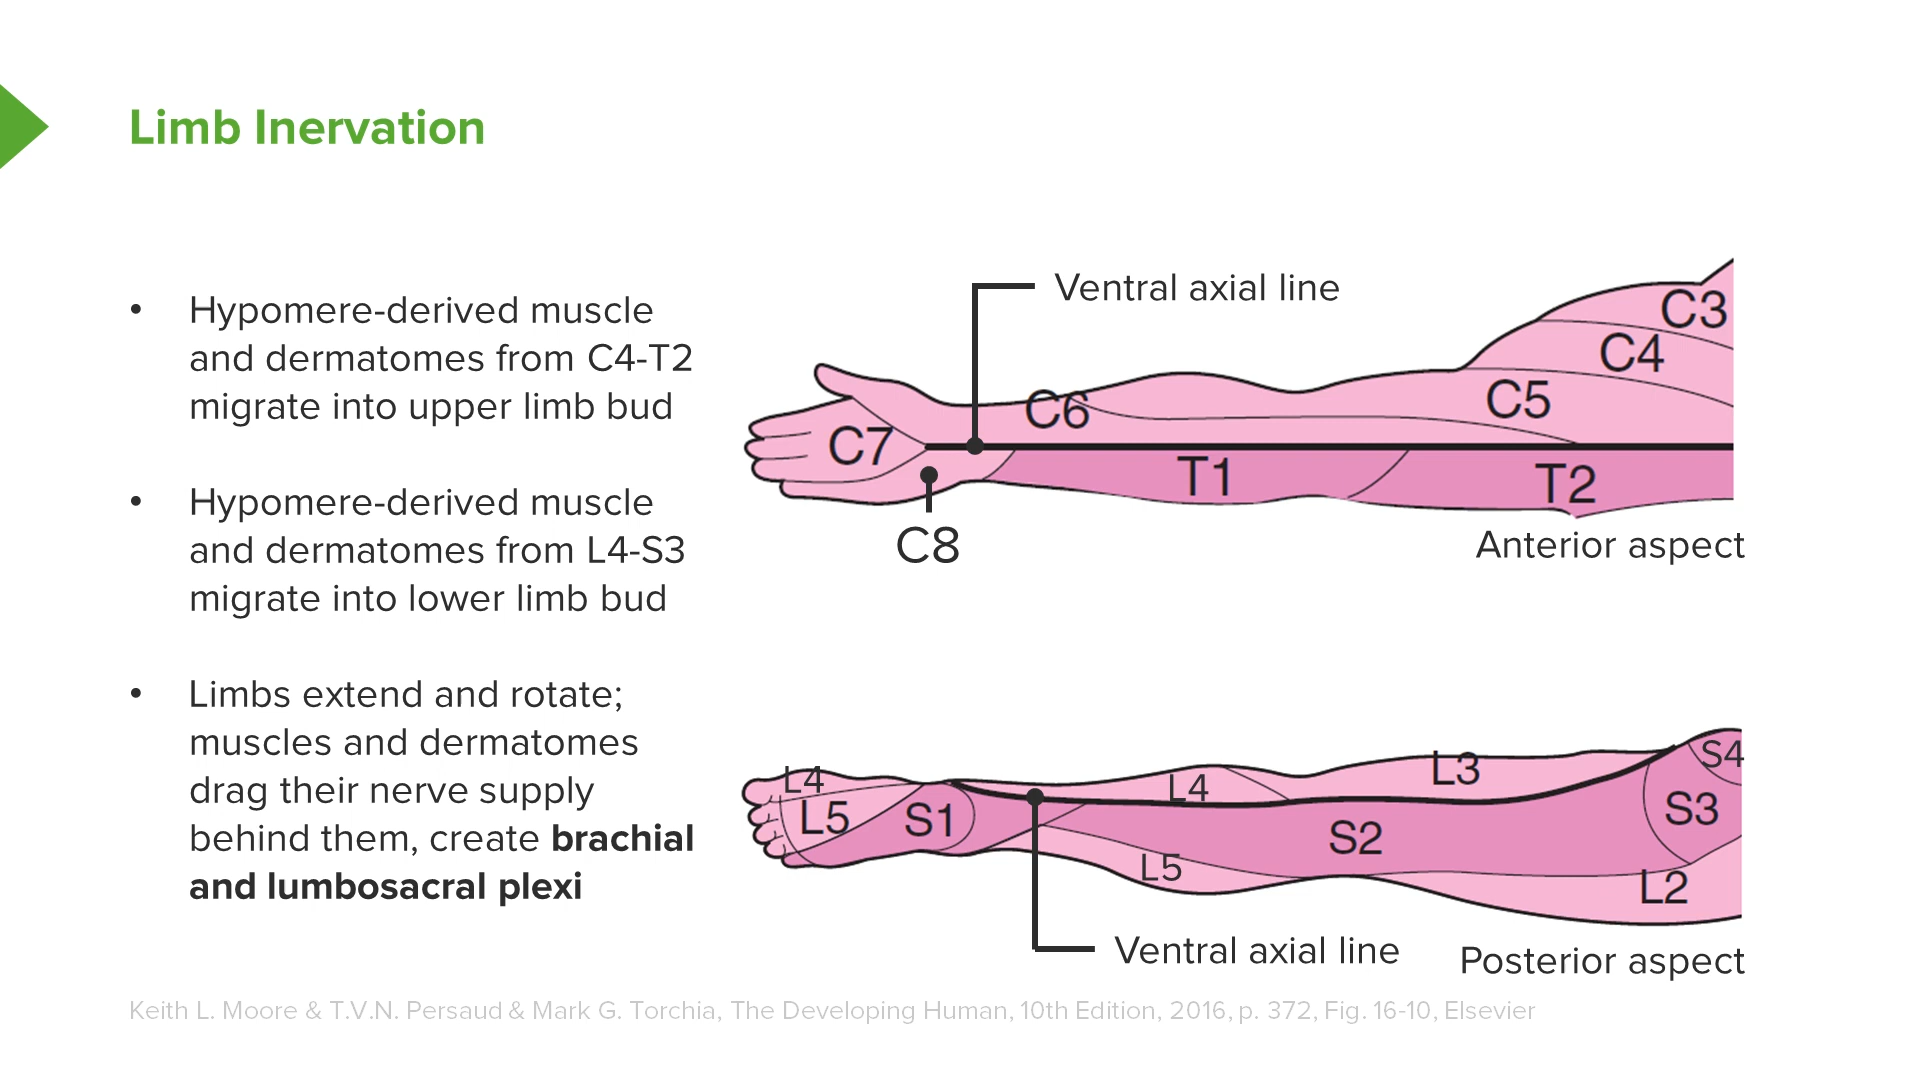 Limb Inervation
• Hypomere-derived muscle
and dermatomes from C4-T2
migrate into upper limb bud
• Hypomere-derived muscle
and dermatomes from L4-S3
migrate into lower limb bud
• Limbs extend and rotate;
muscles and dermatomes
drag their nerve supply
behind them, create brachial
and lumbosacral plexi
Ventral axial line
C3
C4
C5
C6
C7
T1
T2
C8
Anterior aspect
S4
L3
L4
L4
L5
S1
S2
S3
L5
L2
Ventral axial line
Posterior aspect
Keith L. Moore & T.V.N. Persaud & Mark G. Torchia, The Developing Human, 10th Edition, 2016, p. 372, Fig. 16-10, Elsevier